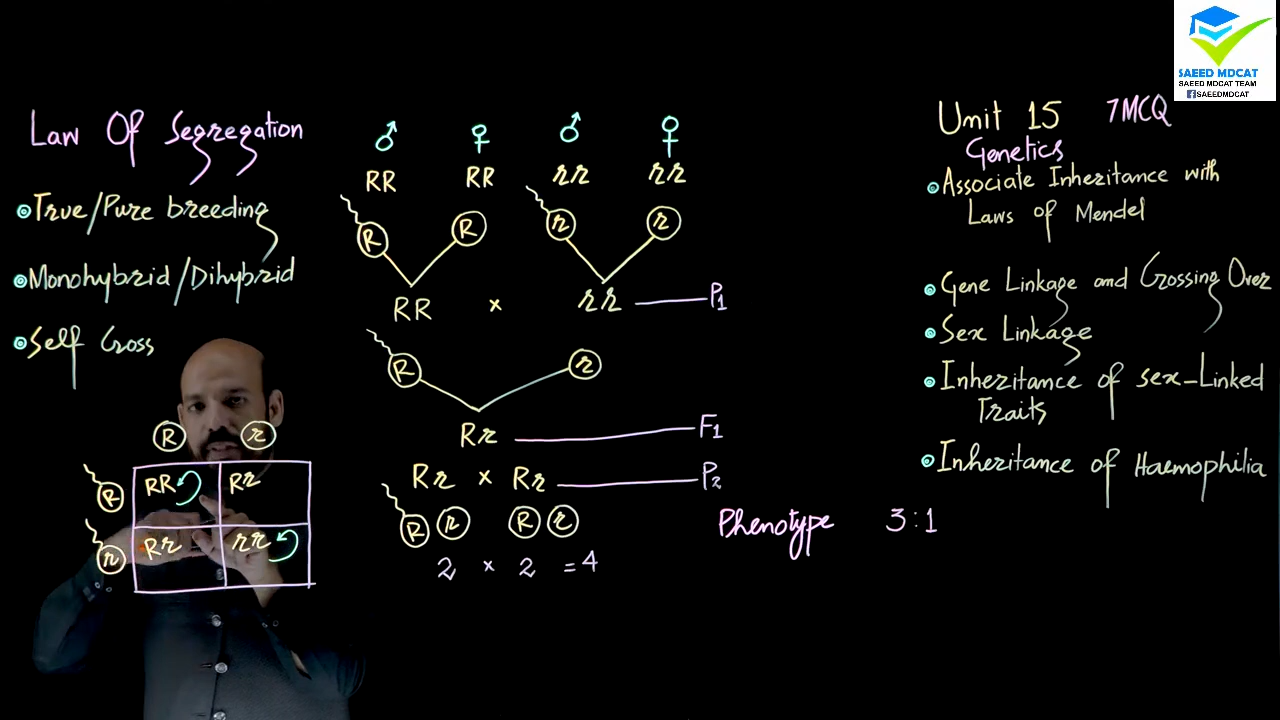 SAEED MDCAT
SAEED MDCAT TEAM
SAEEDMDCAT
Law Of Segregation
True/Pure breeding
Monohybrid/Dihybrid
Self Cross
R r
R RR Rr
r Rr rr
♂ ♀ ♂ ♀
RR RR rr rr
R R r r
RR × rr P1
R r
Rr F1
Rr × Rr P2
R r R r
2 × 2 = 4
Phenotype 3:1
Unit 15 7MCQ
Genetics
Associate Inheritance with
Laws of Mendel
Gene Linkage and Crossing Over
Sex Linkage
Inheritance of sex-Linked
Traits
Inheritance of Haemophilia